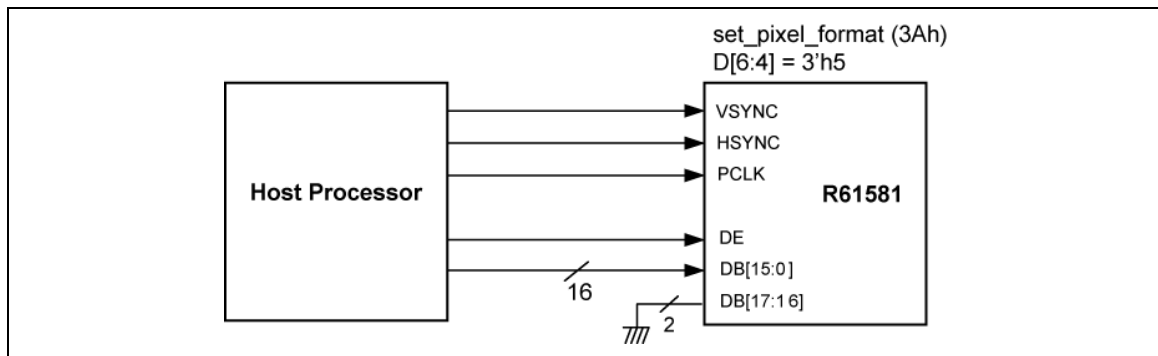 set_pixel_format (3Ah)
D[6:4] = 3'h5
Host Processor
VSYNC
HSYNC
PCLK
R61581
DE
DB[15:0]
16
DB[17:16]
2